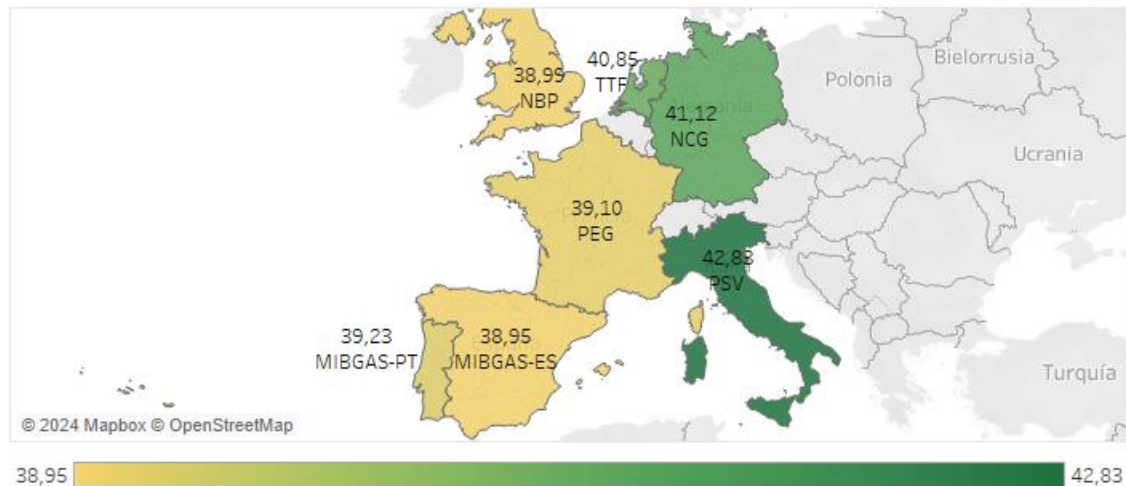 38,99
NBP
40,85
TTF
41,12
NCG
Polonia
Bielorrusia
Ucrania
39,10
PEG
42,83
PSV
39,23
MIBGAS-PT
38,95
MIBGAS-ES
Turquía
© 2024 Mapbox © OpenStreetMap
38,95
42,83